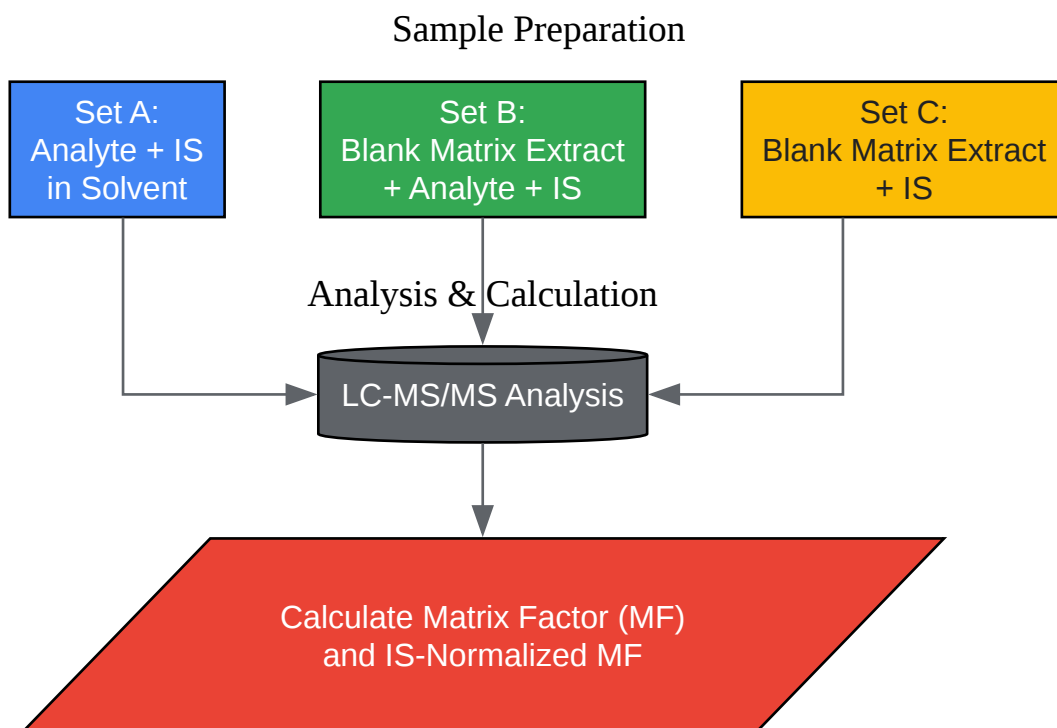 Sample Preparation
Set A:
Analyte + IS
in Solvent
Set B:
Blank Matrix Extract
+ Analyte + IS
Set C:
Blank Matrix Extract
+ IS
Analysis & Calculation
LC-MS/MS Analysis
Calculate Matrix Factor (MF)
and IS-Normalized MF